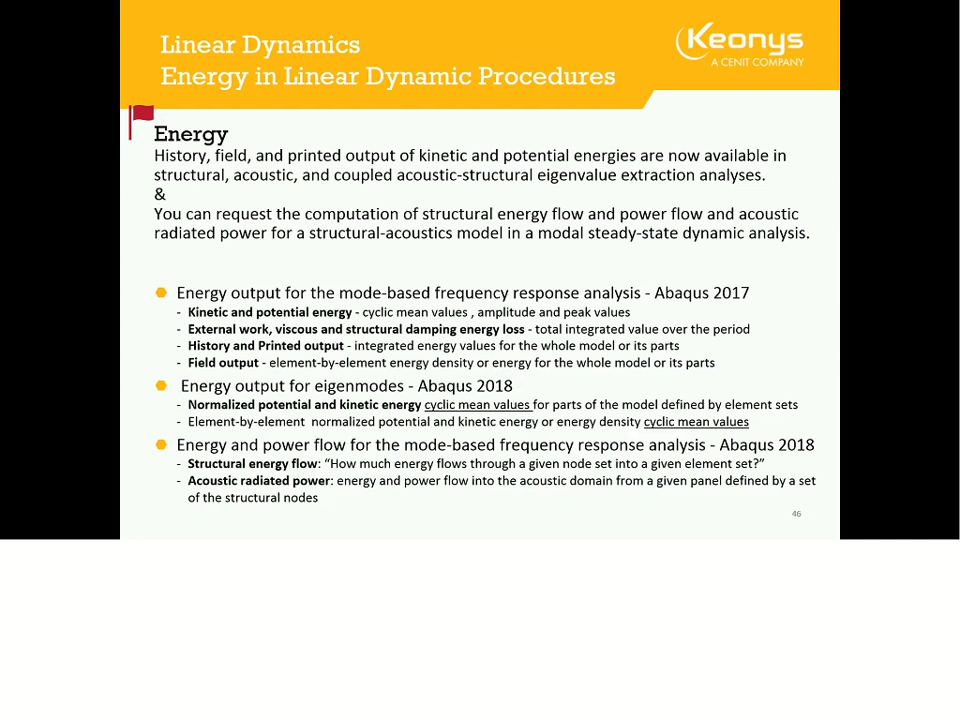 Linear Dynamics
Energy in Linear Dynamic Procedures
Keonys
A CENIT COMPANY
Energy
History, field, and printed output of kinetic and potential energies are now available in
structural, acoustic, and coupled acoustic-structural eigenvalue extraction analyses.
&
You can request the computation of structural energy flow and power flow and acoustic
radiated power for a structural-acoustics model in a modal steady-state dynamic analysis.
Energy output for the mode-based frequency response analysis - Abaqus 2017
- Kinetic and potential energy - cyclic mean values , amplitude and peak values
- External work, viscous and structural damping energy loss - total integrated value over the period
- History and Printed output - integrated energy values for the whole model or its parts
- Field output - element-by-element energy density or energy for the whole model or its parts
Energy output for eigenmodes - Abaqus 2018
- Normalized potential and kinetic energy cyclic mean values for parts of the model defined by element sets
- Element-by-element normalized potential and kinetic energy or energy density cyclic mean values
Energy and power flow for the mode-based frequency response analysis - Abaqus 2018
- Structural energy flow: “How much energy flows through a given node set into a given element set?”
- Acoustic radiated power: energy and power flow into the acoustic domain from a given panel defined by a set
of the structural nodes
46